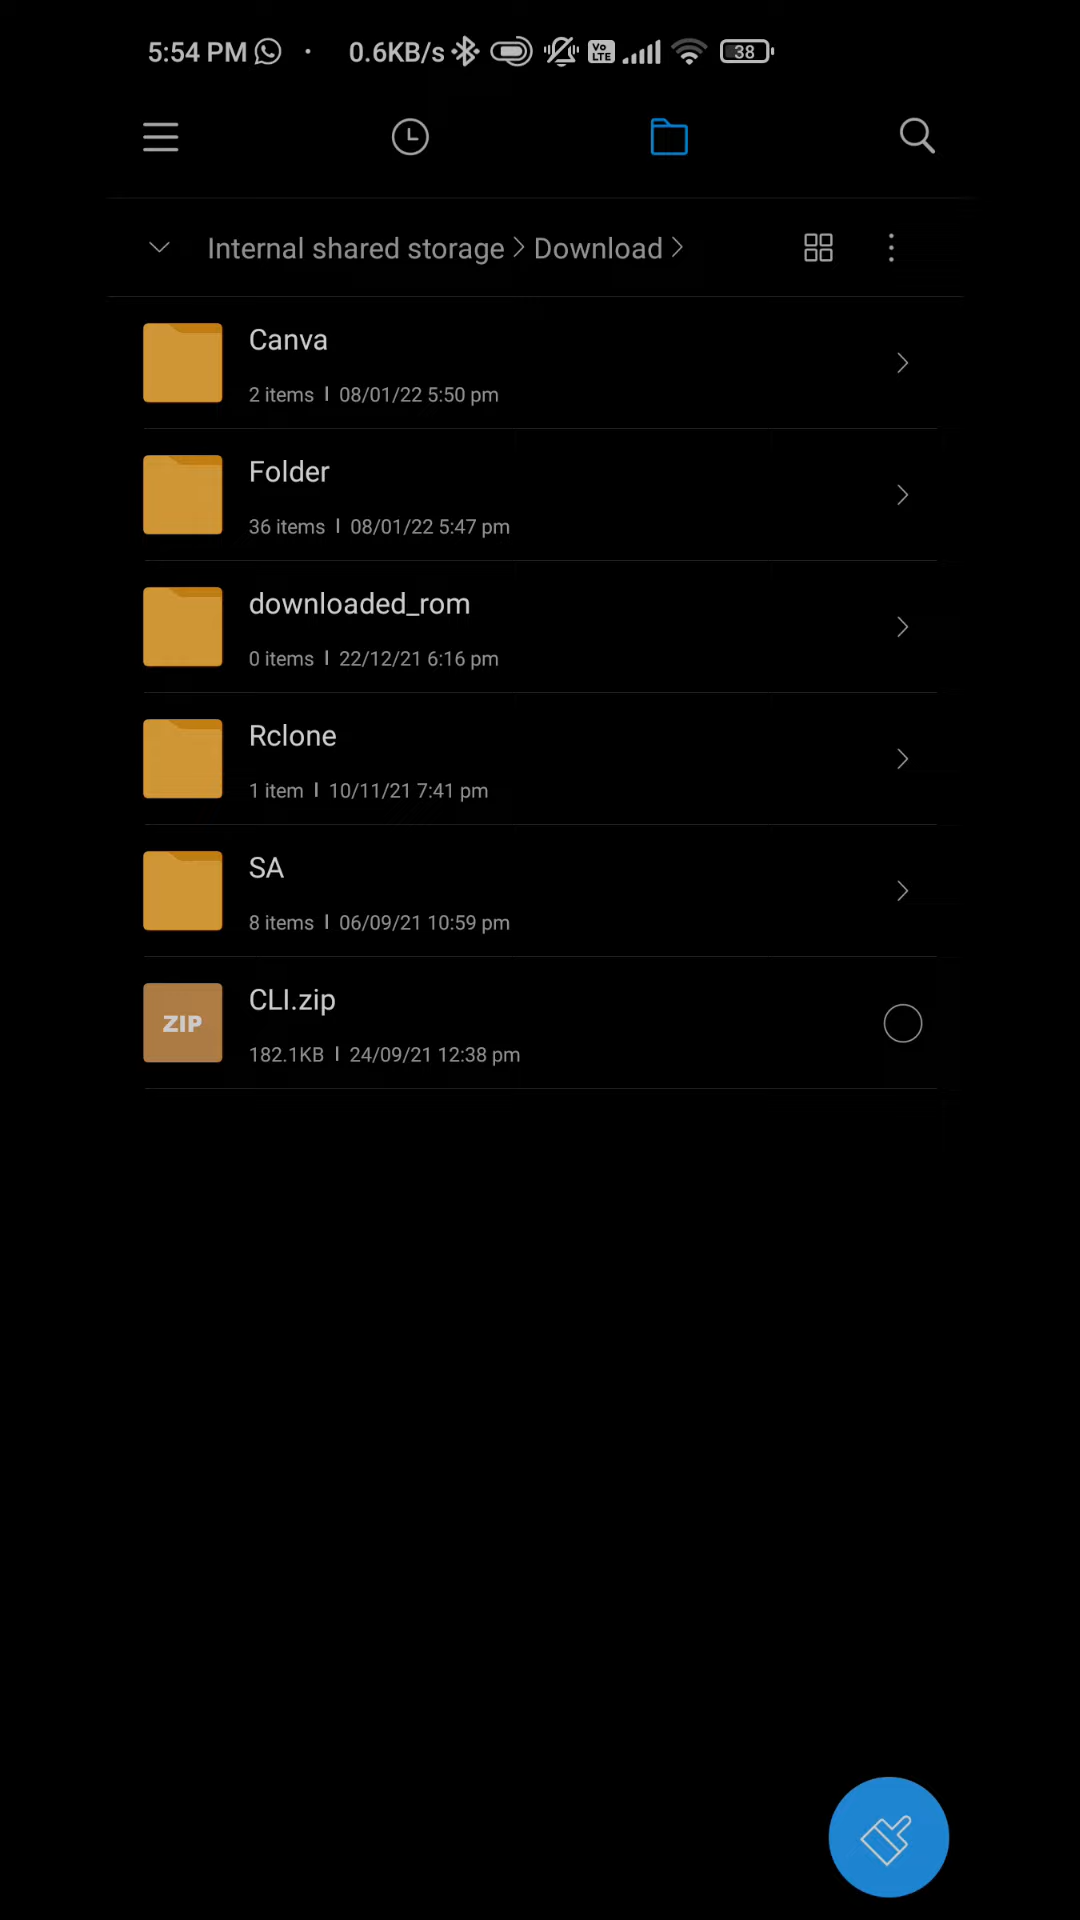 5:54 PM · 0.6KB/s Vo LTE 38
Internal shared storage > Download >
Canva
2 items | 08/01/22 5:50 pm
Folder
36 items | 08/01/22 5:47 pm
downloaded_rom
0 items | 22/12/21 6:16 pm
Rclone
1 item | 10/11/21 7:41 pm
SA
8 items | 06/09/21 10:59 pm
ZIP CLI.zip
182.1KB | 24/09/21 12:38 pm